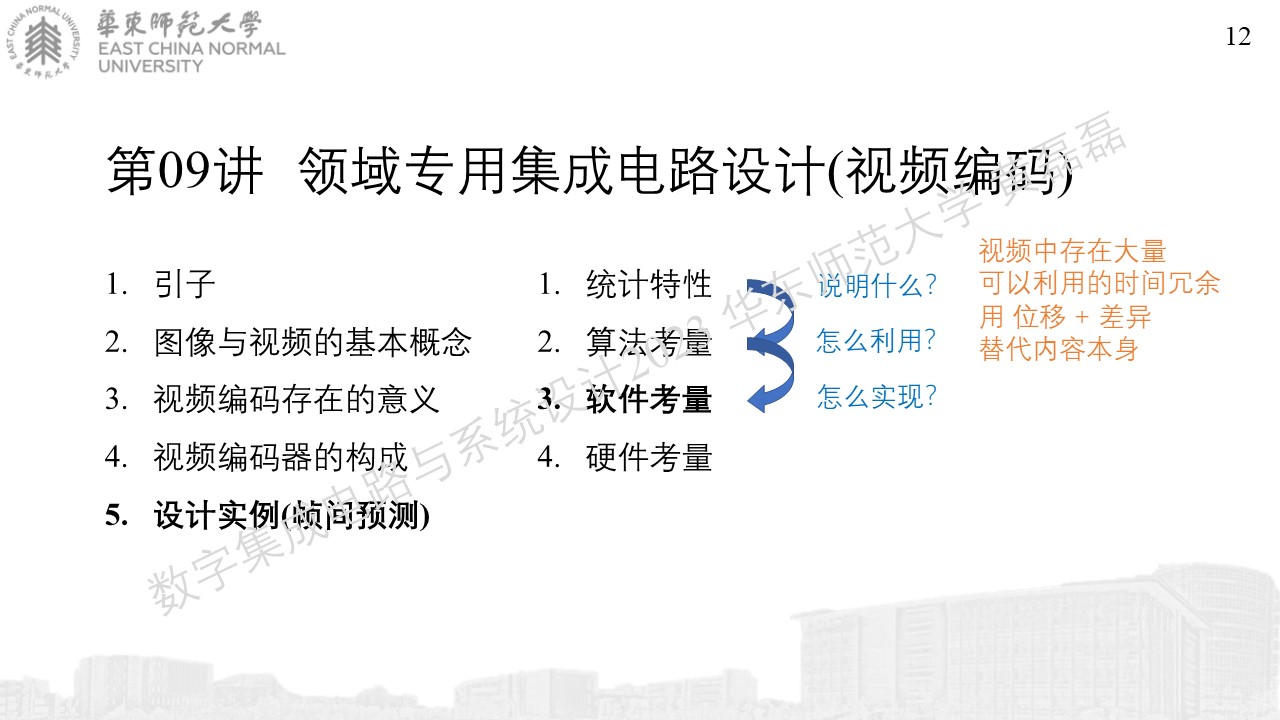 華東師範大學
EAST CHINA NORMAL
UNIVERSITY
EAST CHINA NORMAL UNIVERSITY
華東師範大學
12
第09讲 领域专用集成电路设计(视频编码)
1. 引子
2. 图像与视频的基本概念
3. 视频编码存在的意义
4. 视频编码器的构成
5. 设计实例(帧间预测)
1. 统计特性
2. 算法考量
3. 软件考量
4. 硬件考量
说明什么?
怎么利用?
怎么实现?
视频中存在大量
可以利用的时间冗余
用 位移 + 差异
替代内容本身
数字集成电路与系统设计2023 华东师范大学 黄磊磊